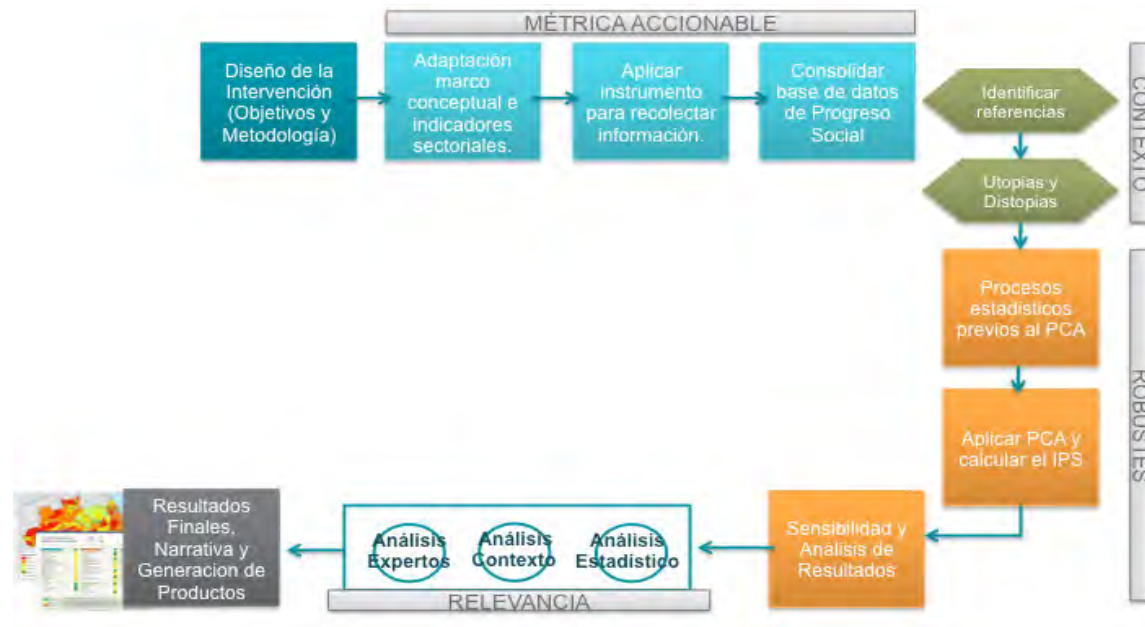 MÉTRICA ACCIONABLE
Diseño de la
Intervención
(Objetivos y
Metodología)
Adaptación
marco
conceptual e
indicadores
sectoriales.
Aplicar
instrumento
para recolectar
información.
Consolidar
base de datos
de Progreso
Social
Identificar
referencias
CONTEXTO
Utopias y
Distopias
Procesos
estadísticos
previos al PCA
Aplicar PCA y
calcular el IPS
ROBUSTES
Sensibilidad y
Análisis de
Resultados
Análisis
Estadístico
Análisis
Contexto
Análisis
Expertos
RELEVANCIA
Resultados
Finales,
Narrativa y
Generacion de
Productos